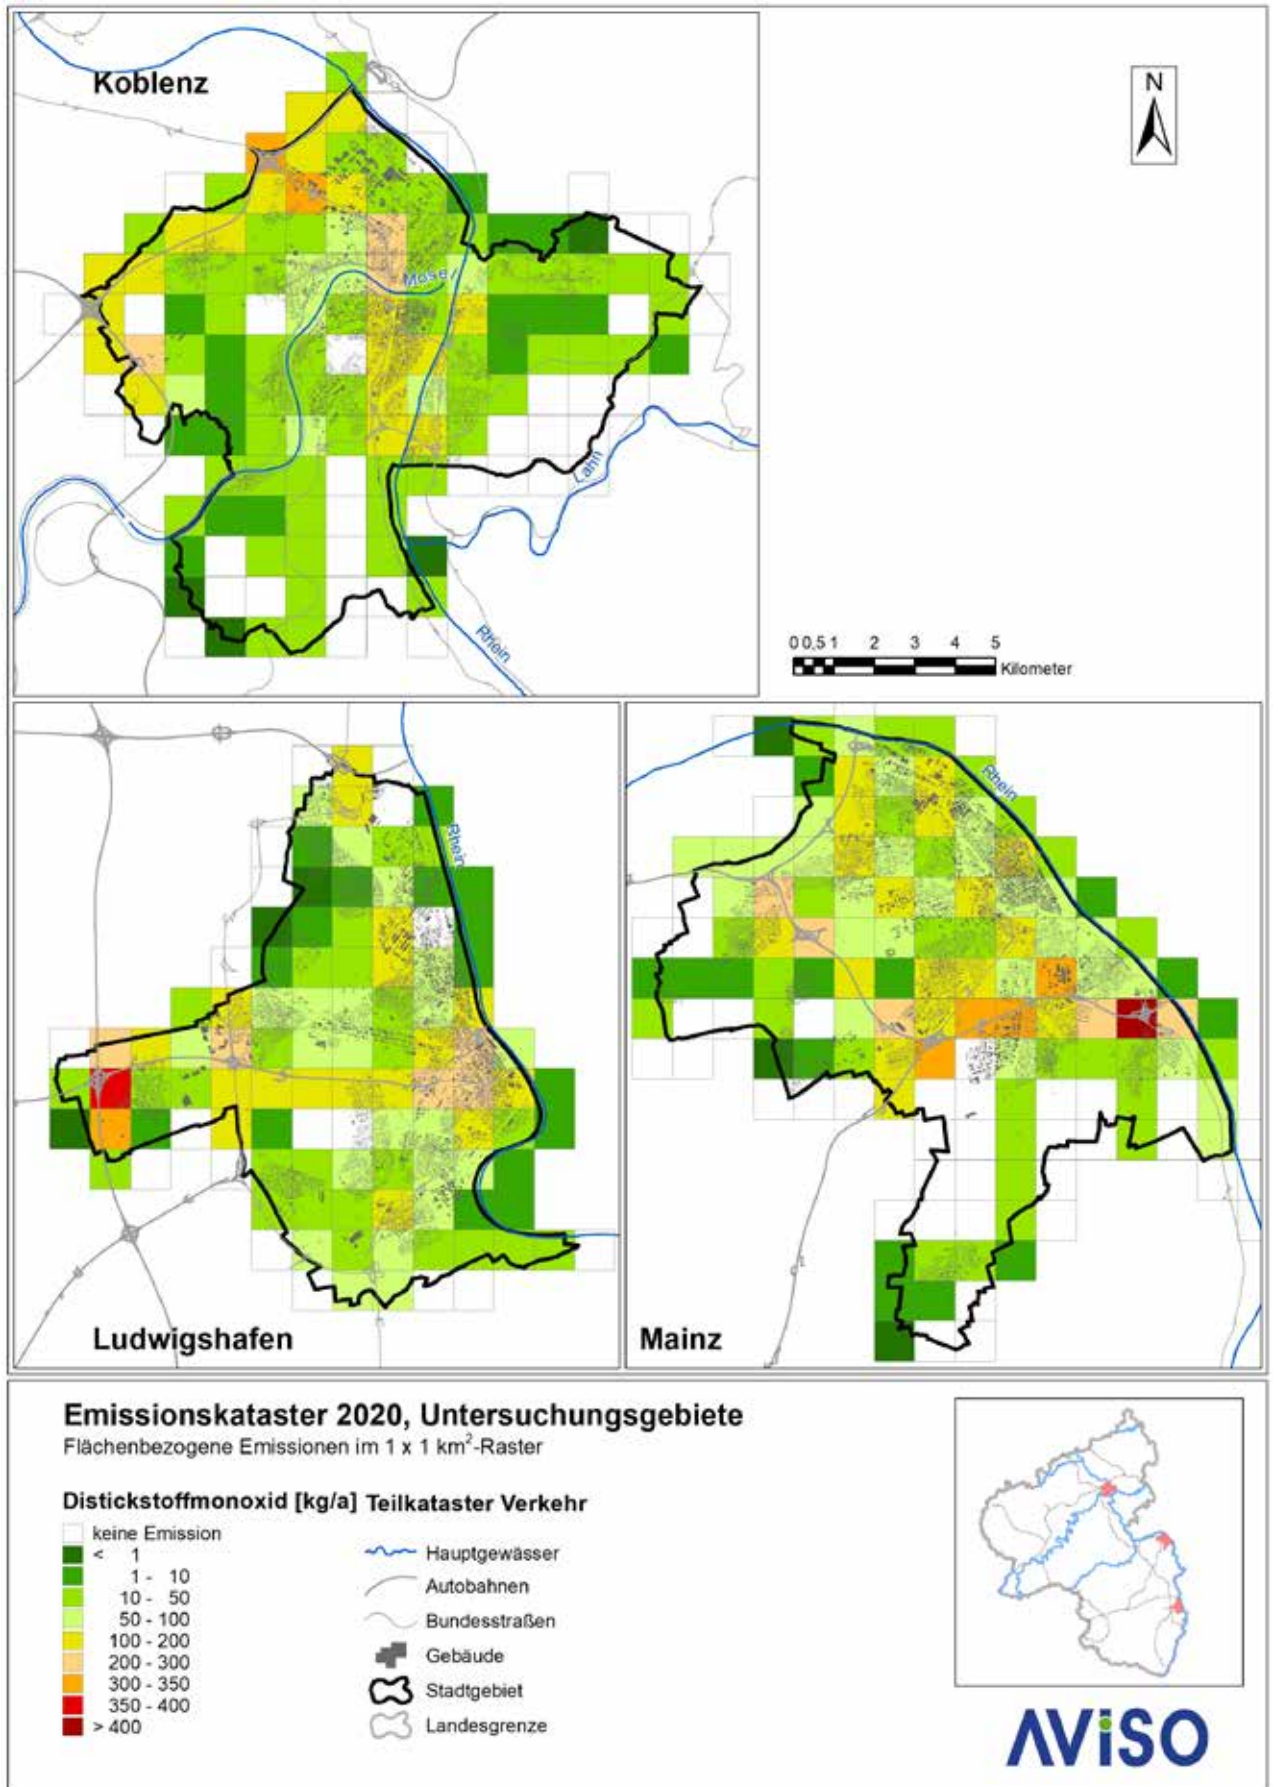 Koblenz
N
Mosel
Lahn
Rhein
0 0,5 1 2 3 4 5
Kilometer
Rhein
Ludwigshafen
Rhein
Mainz
Emissionskataster 2020, Untersuchungsgebiete
Flächenbezogene Emissionen im 1 x 1 km²-Raster
Distickstoffmonoxid [kg/a] Teilkataster Verkehr
keine Emission
< 1
1 - 10
10 - 50
50 - 100
100 - 200
200 - 300
300 - 350
350 - 400
> 400
Hauptgewässer
Autobahnen
Bundesstraßen
Gebäude
Stadtgebiet
Landesgrenze
AViSO